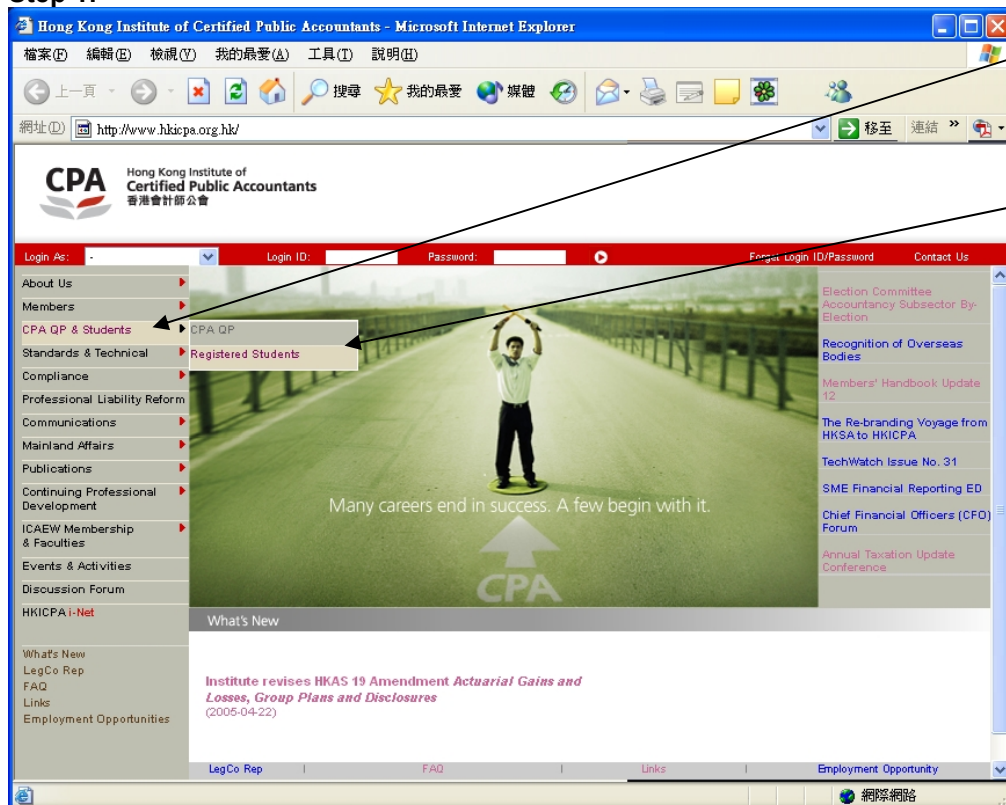 Hong Kong Institute of Certified Public Accountants - Microsoft Internet Explorer
檔案(F) 編輯(E) 檢視(V) 我的最愛(A) 工具(T) 說明(H)
上一頁 搜尋 我的最愛 媒體
網址(D) http://www.hkicpa.org.hk/ 移至 連結 »
CPA
Hong Kong Institute of
Certified Public Accountants
香港會計師公會
Login As: - Login ID: Password: Forget Login ID/Password Contact Us
About Us
Members
CPA QP & Students
Standards & Technical
Compliance
Professional Liability Reform
Communications
Mainland Affairs
Publications
Continuing Professional
Development
ICAEW Membership
& Faculties
Events & Activities
Discussion Forum
HKICPA i-Net
What's New
LegCo Rep
FAQ
Links
Employment Opportunities
CPA QP
Registered Students
Many careers end in success. A few begin with it.
CPA
Election Committee
Accountancy Subsector By-
Election
Recognition of Overseas
Bodies
Members' Handbook Update
12
The Re-branding Voyage from
HKSA to HKICPA
TechWatch Issue No. 31
SME Financial Reporting ED
Chief Financial Officers (CFO)
Forum
Annual Taxation Update
Conference
What's New
Institute revises HKAS 19 Amendment Actuarial Gains and
Losses, Group Plans and Disclosures
(2005-04-22)
LegCo Rep | FAQ | Links | Employment Opportunity
網際網路